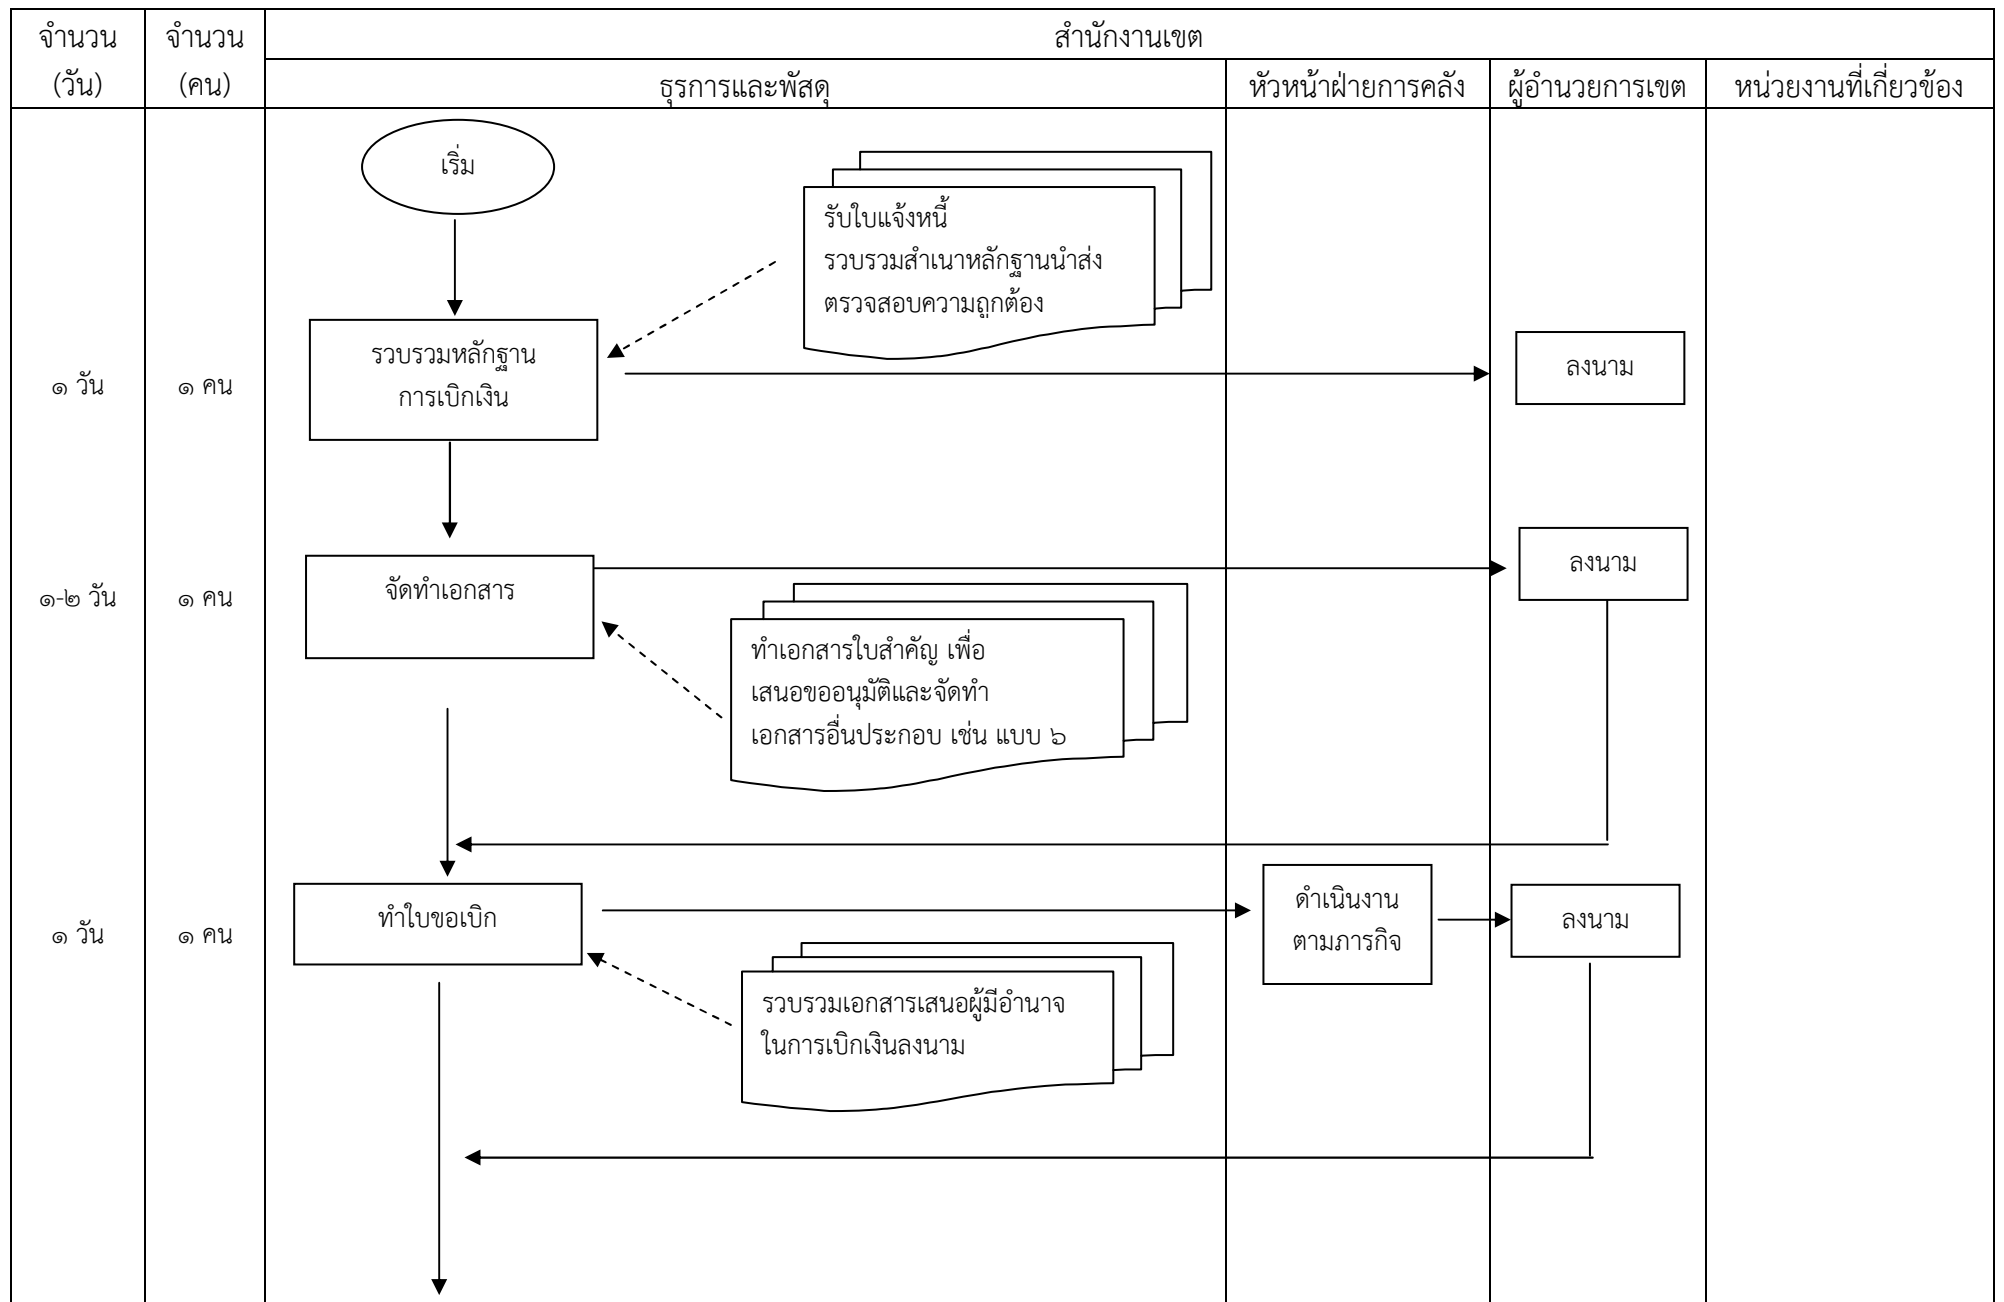 จำนวน
(วัน)
จำนวน
(คน)
สำนักงานเขต
ธุรการและพัสดุ
หัวหน้าฝ่ายการคลัง
ผู้อำนวยการเขต
หน่วยงานที่เกี่ยวข้อง
เริ่ม
รับใบแจ้งหนี้
รวบรวมสำเนาหลักฐานนำส่ง
ตรวจสอบความถูกต้อง
๑ วัน
๑ คน
รวบรวมหลักฐาน
การเบิกเงิน
ลงนาม
๑-๒ วัน
๑ คน
จัดทำเอกสาร
ลงนาม
ทำเอกสารใบสำคัญ เพื่อ
เสนอขออนุมัติและจัดทำ
เอกสารอื่นประกอบ เช่น แบบ ๖
๑ วัน
๑ คน
ทำใบขอเบิก
ดำเนินงาน
ตามภารกิจ
ลงนาม
รวบรวมเอกสารเสนอผู้มีอำนาจ
ในการเบิกเงินลงนาม